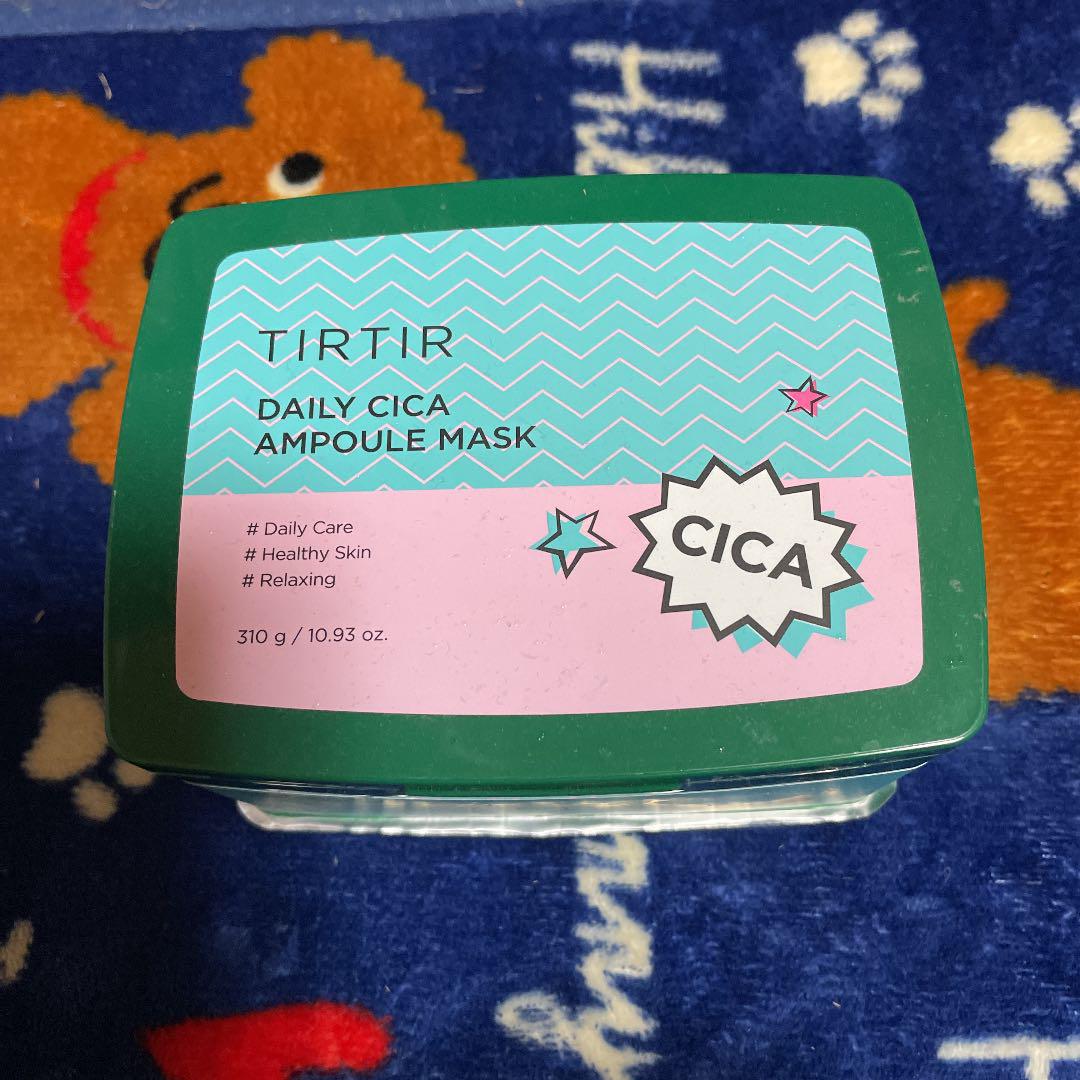 TIRTIR
DAILY CICA
AMPOULE MASK
# Daily Care
# Healthy Skin
# Relaxing
310 g / 10.93 oz.
CICA